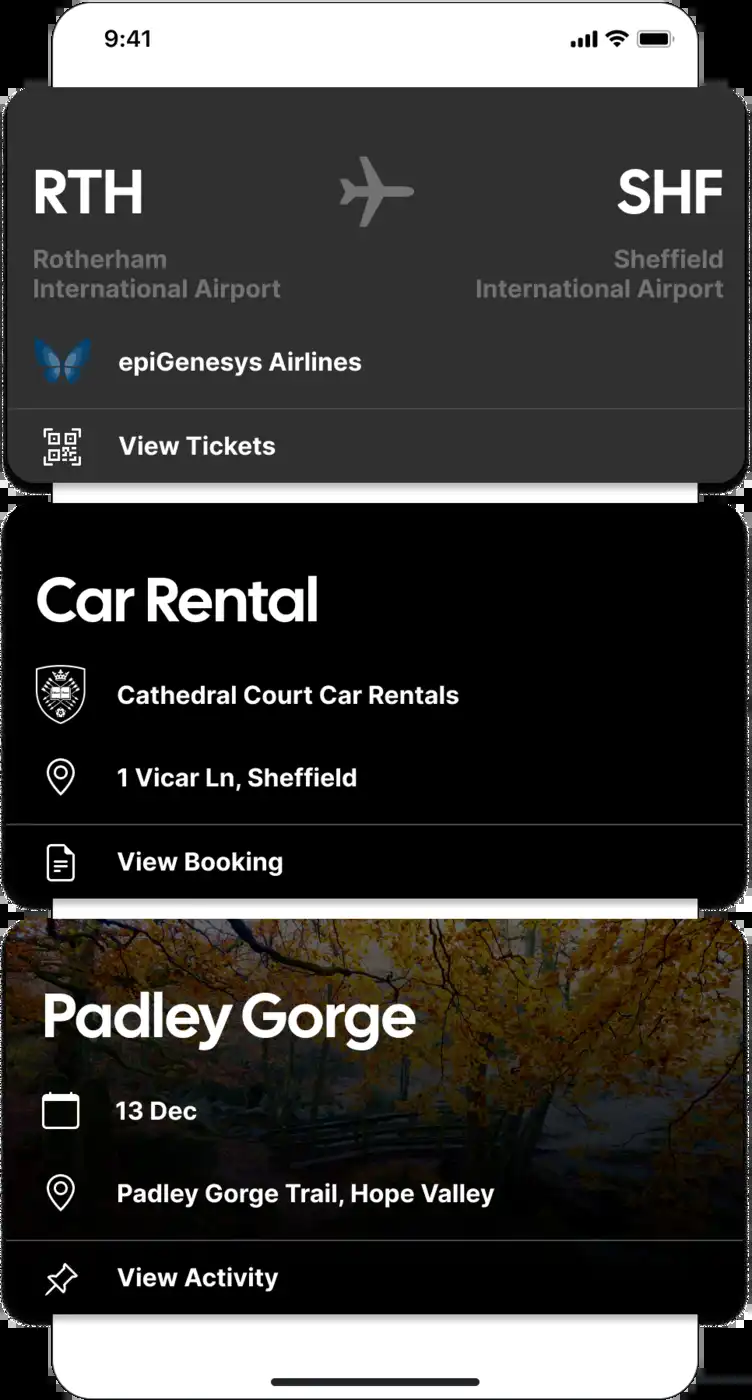 9:41
RTH
SHF
Rotherham
International Airport
Sheffield
International Airport
epiGenesys Airlines
View Tickets
Car Rental
Cathedral Court Car Rentals
1 Vicar Ln, Sheffield
View Booking
Padley Gorge
13 Dec
Padley Gorge Trail, Hope Valley
View Activity